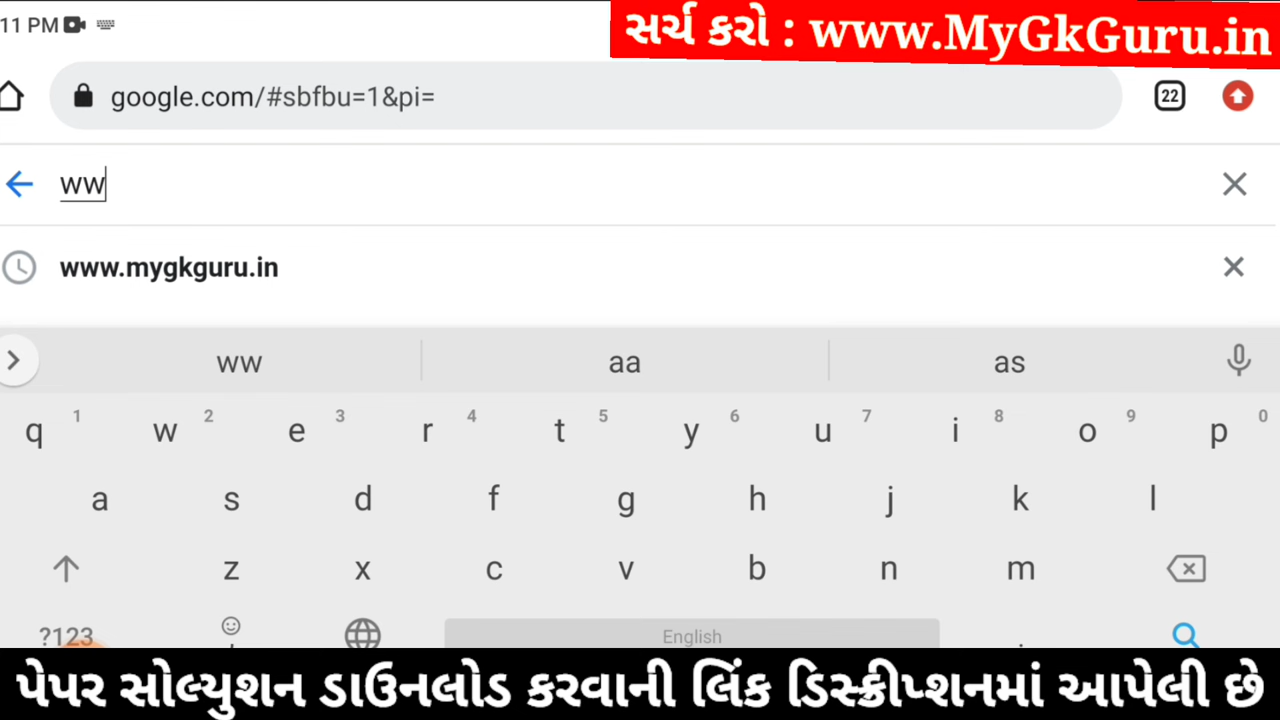 11 PM
સર્ચ કરો : www.MyGkGuru.in
google.com/#sbfbu=1&pi=
22
ww
www.mygkguru.in
ww aa as
q 1 w 2 e 3 r 4 t 5 y 6 u 7 i 8 o 9 p 0
a s d f g h j k l
z x c v b n m
?123 English
પેપર સોલ્યુશન ડાઉનલોડ કરવાની લિંક ડિસ્ક્રીપ્શનમાં આપેલી છે